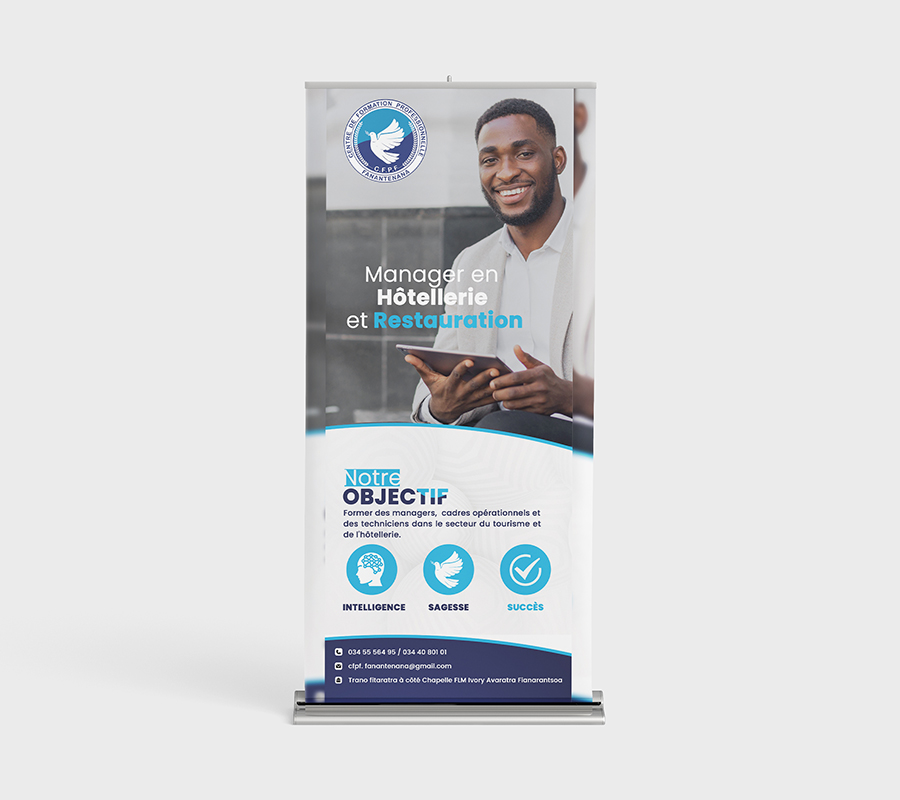 CENTRE DE FORMATION PROFESSIONNELLE
C.F.P.F
FANANTENANA
Manager en
Hôtellerie
et Restauration
Notre
OBJECTIF
Former des managers, cadres opérationnels et
des techniciens dans le secteur du tourisme et
de l'hôtellerie.
INTELLIGENCE SAGESSE SUCCÈS
034 55 564 95 / 034 40 801 01
cfpf. fanantenana@gmail.com
Trano fitaratra à côté Chapelle FLM Ivory Avaratra Fianarantsoa